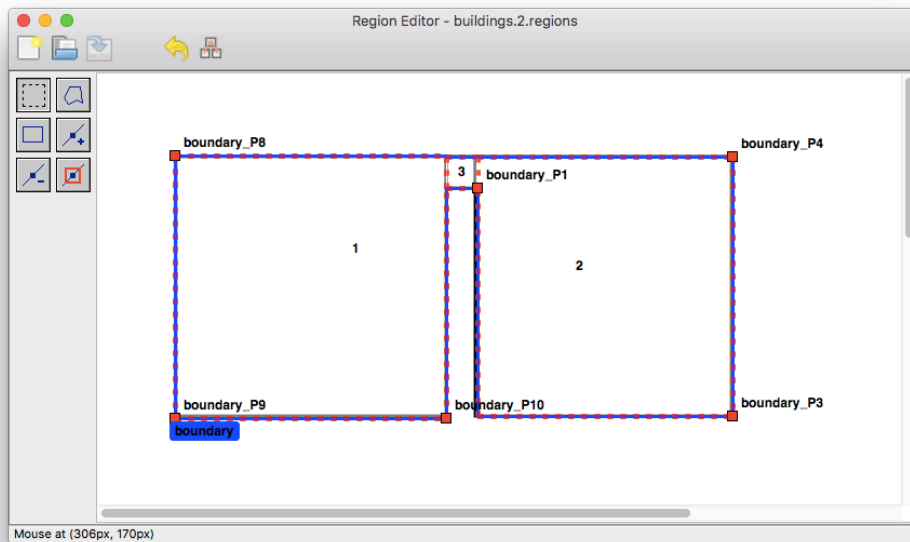 Region Editor - buildings.2.regions
boundary_P8
boundary_P4
3
boundary_P1
1
2
boundary_P9
boundary_P10
boundary_P3
boundary
Mouse at (306px, 170px)